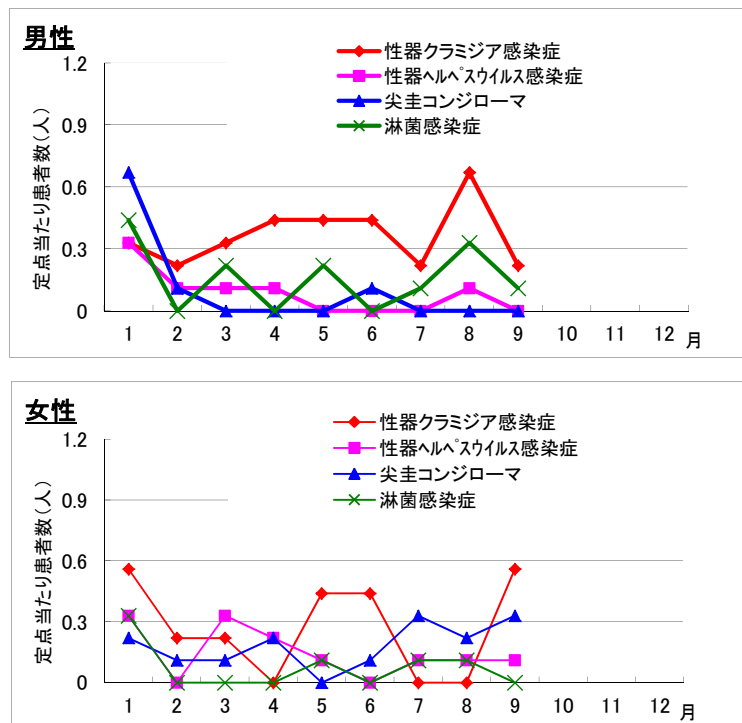 男性
性器クラミジア感染症
性器ヘルペスウイルス感染症
尖圭コンジローマ
淋菌感染症
定点当たり患者数(人)
1.2
0.9
0.6
0.3
0
1 2 3 4 5 6 7 8 9 10 11 12 月
女性
性器クラミジア感染症
性器ヘルペスウイルス感染症
尖圭コンジローマ
淋菌感染症
定点当たり患者数(人)
1.2
0.9
0.6
0.3
0
1 2 3 4 5 6 7 8 9 10 11 12 月